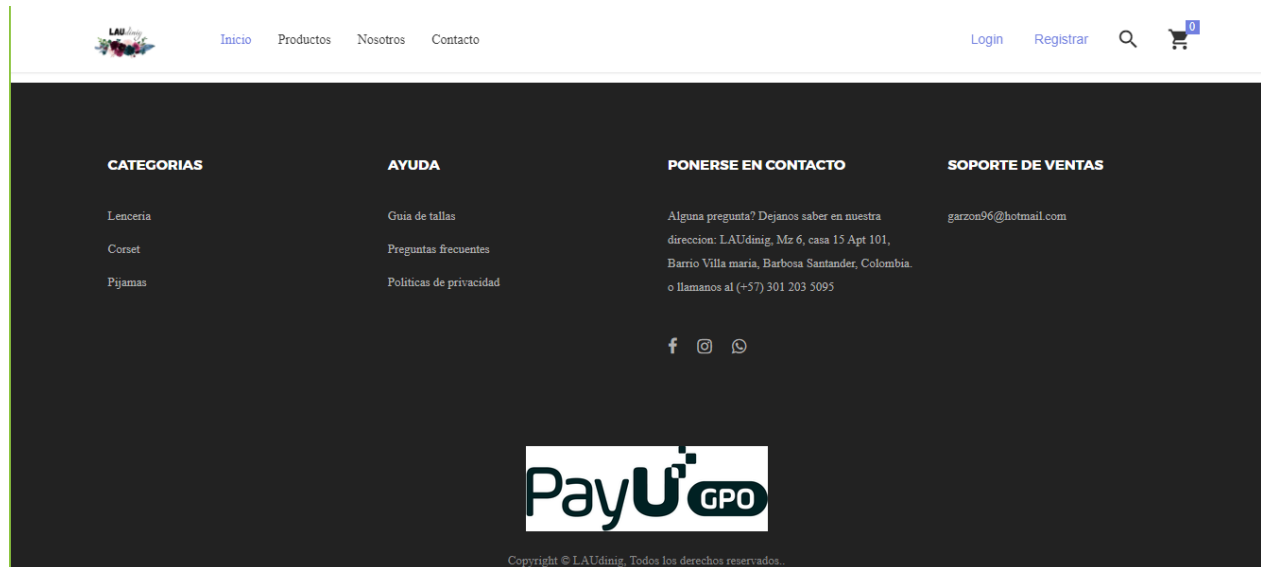 LAUdinig
Inicio Productos Nosotros Contacto
Login Registrar
0
CATEGORIAS
Lenceria
Corset
Pijamas
AYUDA
Guia de tallas
Preguntas frecuentes
Politicas de privacidad
PONERSE EN CONTACTO
Alguna pregunta? Dejanos saber en nuestra
direccion: LAUdinig, Mz 6, casa 15 Apt 101,
Barrio Villa maria, Barbosa Santander, Colombia.
o llamanos al (+57) 301 203 5095
SOPORTE DE VENTAS
garzon96@hotmail.com
PayU GPO
Copyright © LAUdinig, Todos los derechos reservados..